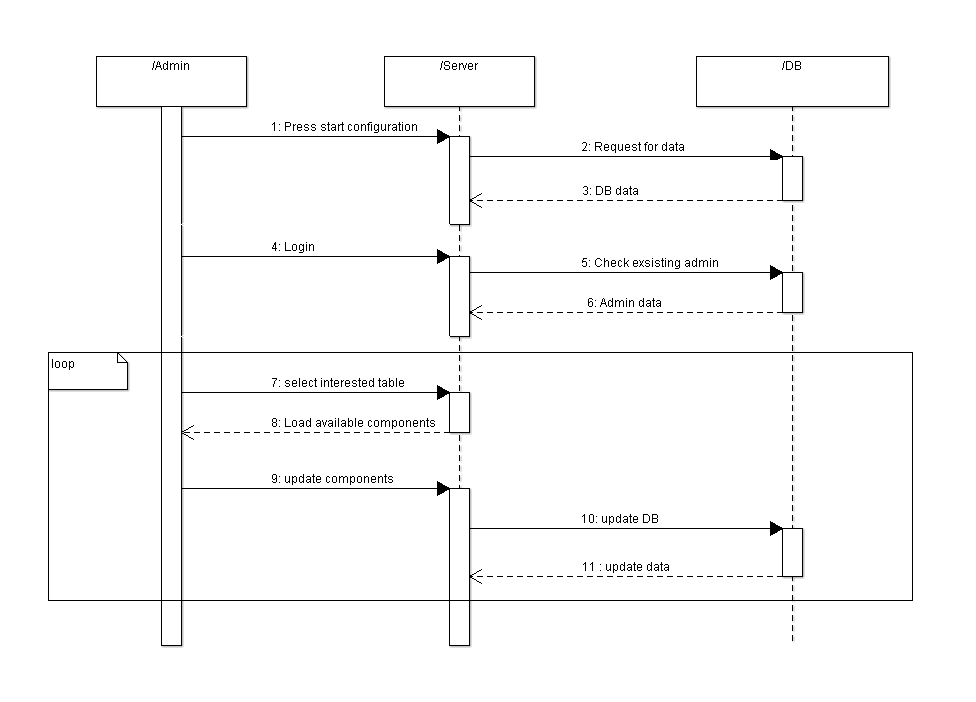 /Admin
/Server
/DB
1: Press start configuration
2: Request for data
3: DB data
4: Login
5: Check exsisting admin
6: Admin data
loop
7: select interested table
8: Load available components
9: update components
10: update DB
11 : update data